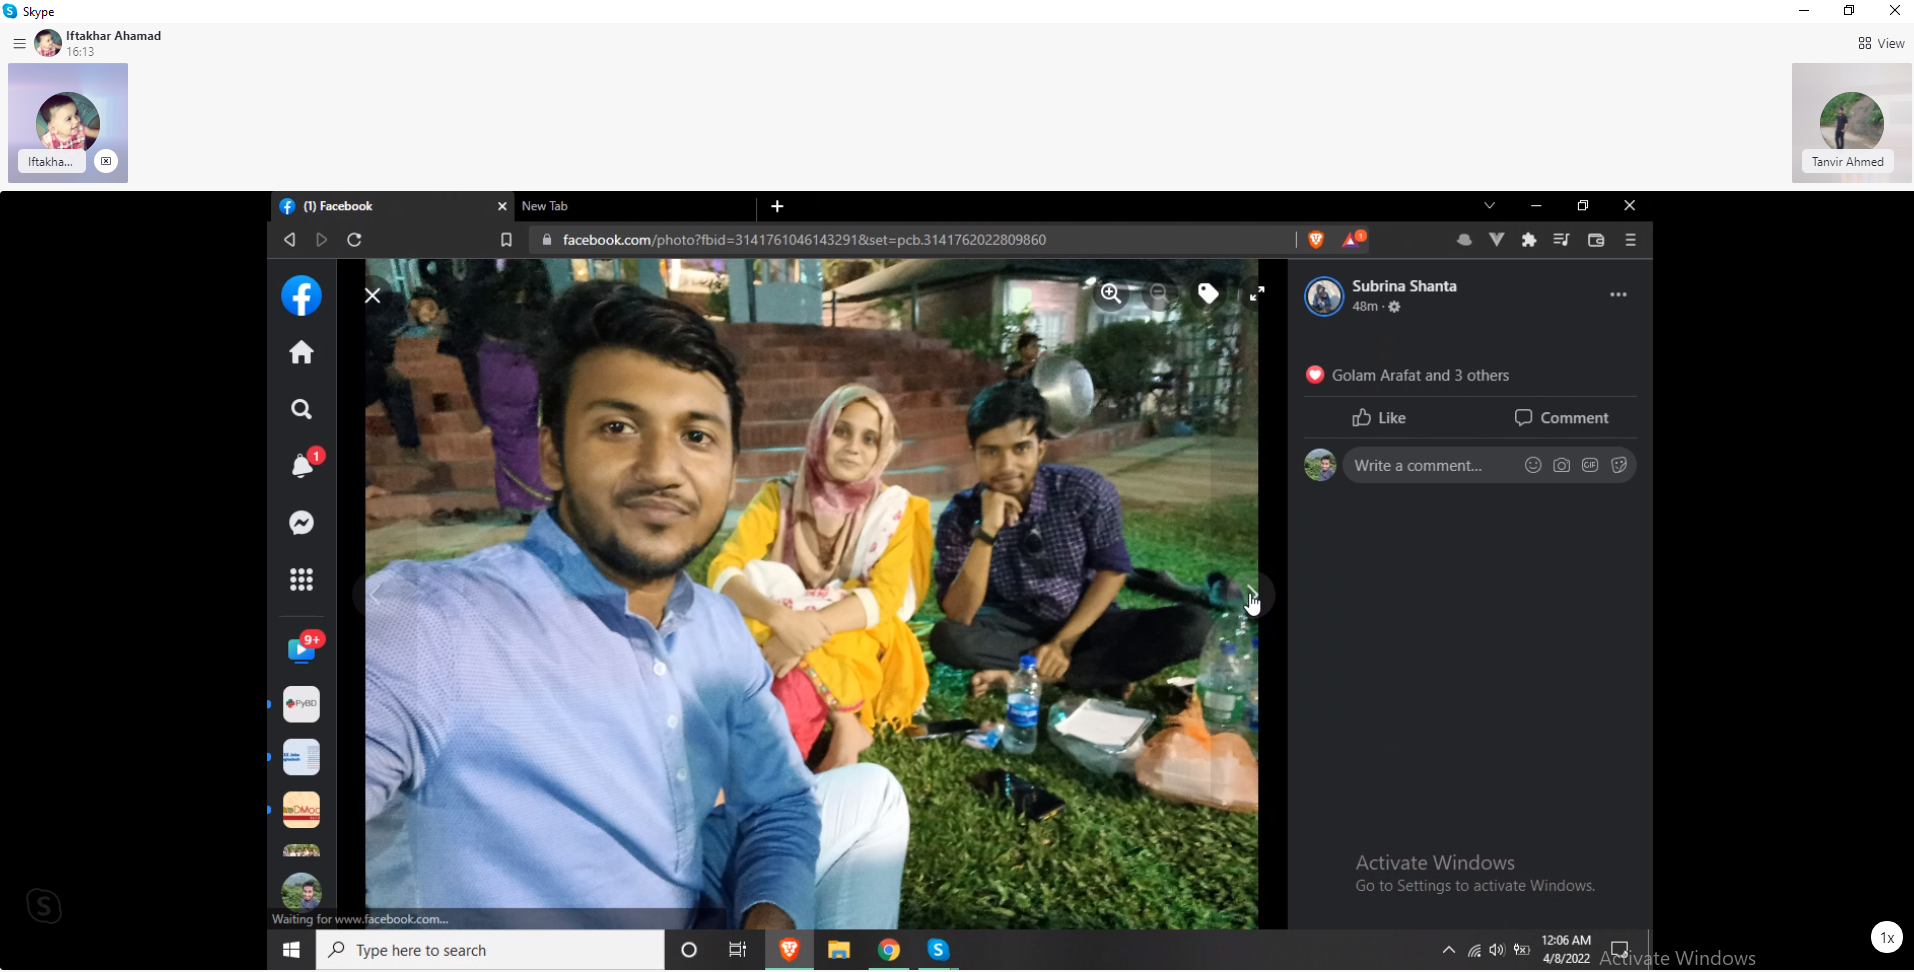 Skype
Iftakhar Ahamad
16:13
View
Iftakha...
Tanvir Ahmed
(1) Facebook
New Tab
facebook.com/photo?fbid=3141761046143291&set=pcb.3141762022809860
1
Subrina Shanta
48m
Golam Arafat and 3 others
Like
Comment
1
Write a comment...
GIF
9+
PyBD
Activate Windows
Go to Settings to activate Windows.
Waiting for www.facebook.com...
1x
Type here to search
12:06 AM
4/8/2022
Activate Windows